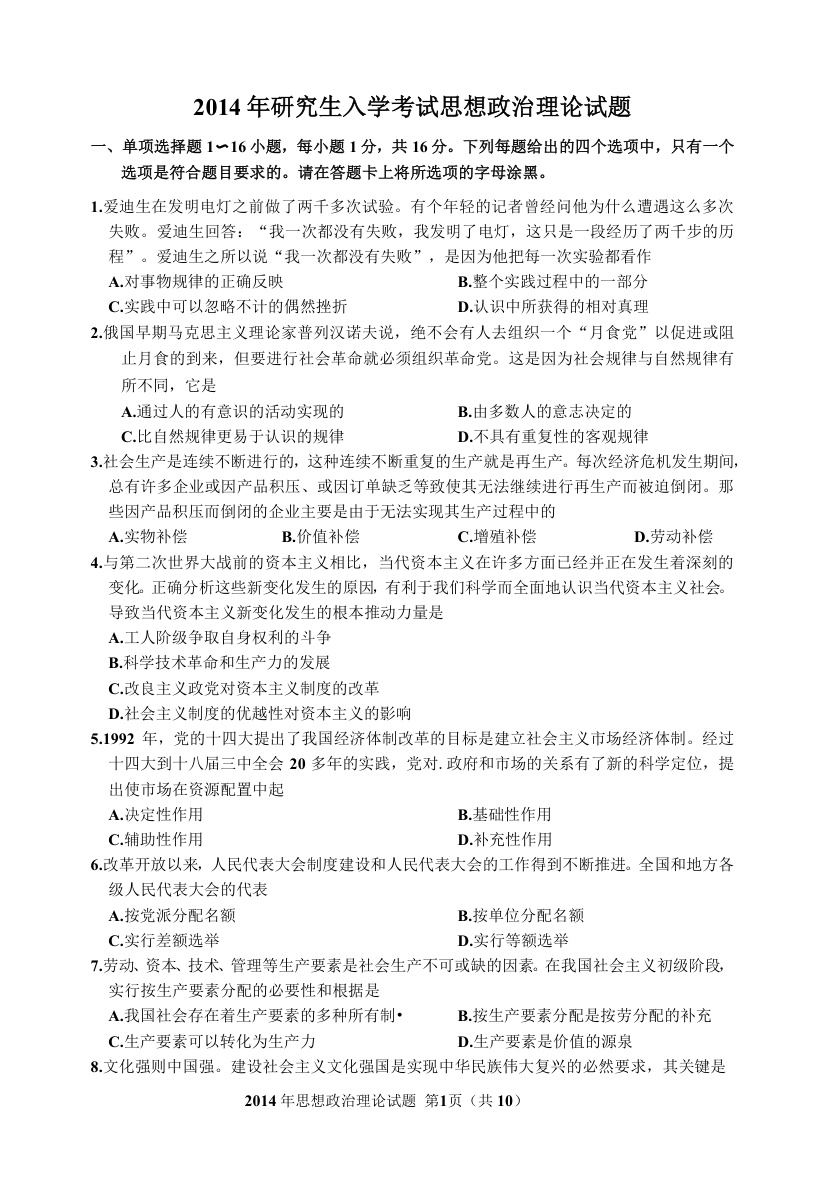 2014 年研究生入学考试思想政治理论试题
一、单项选择题 1∽16 小题，每小题 1 分，共 16 分。下列每题给出的四个选项中，只有一个
选项是符合题目要求的。请在答题卡上将所选项的字母涂黑。
1.爱迪生在发明电灯之前做了两千多次试验。有个年轻的记者曾经问他为什么遭遇这么多次
失败。爱迪生回答：“我一次都没有失败，我发明了电灯，这只是一段经历了两千步的历
程”。爱迪生之所以说“我一次都没有失败”，是因为他把每一次实验都看作
A.对事物规律的正确反映 B.整个实践过程中的一部分
C.实践中可以忽略不计的偶然挫折 D.认识中所获得的相对真理
2.俄国早期马克思主义理论家普列汉诺夫说，绝不会有人去组织一个“月食党”以促进或阻
止月食的到来，但要进行社会革命就必须组织革命党。这是因为社会规律与自然规律有
所不同，它是
A.通过人的有意识的活动实现的 B.由多数人的意志决定的
C.比自然规律更易于认识的规律 D.不具有重复性的客观规律
3.社会生产是连续不断进行的，这种连续不断重复的生产就是再生产。每次经济危机发生期间，
总有许多企业或因产品积压、或因订单缺乏等致使其无法继续进行再生产而被迫倒闭。那
些因产品积压而倒闭的企业主要是由于无法实现其生产过程中的
A.实物补偿 B.价值补偿 C.增殖补偿 D.劳动补偿
4.与第二次世界大战前的资本主义相比，当代资本主义在许多方面已经并正在发生着深刻的
变化。正确分析这些新变化发生的原因，有利于我们科学而全面地认识当代资本主义社会。
导致当代资本主义新变化发生的根本推动力量是
A.工人阶级争取自身权利的斗争
B.科学技术革命和生产力的发展
C.改良主义政党对资本主义制度的改革
D.社会主义制度的优越性对资本主义的影响
5.1992 年，党的十四大提出了我国经济体制改革的目标是建立社会主义市场经济体制。经过
十四大到十八届三中全会 20 多年的实践，党对.政府和市场的关系有了新的科学定位，提
出使市场在资源配置中起
A.决定性作用 B.基础性作用
C.辅助性作用 D.补充性作用
6.改革开放以来，人民代表大会制度建设和人民代表大会的工作得到不断推进。全国和地方各
级人民代表大会的代表
A.按党派分配名额 B.按单位分配名额
C.实行差额选举 D.实行等额选举
7.劳动、资本、技术、管理等生产要素是社会生产不可或缺的因素。在我国社会主义初级阶段，
实行按生产要素分配的必要性和根据是
A.我国社会存在着生产要素的多种所有制• B.按生产要素分配是按劳分配的补充
C.生产要素可以转化为生产力 D.生产要素是价值的源泉
8.文化强则中国强。建设社会主义文化强国是实现中华民族伟大复兴的必然要求，其关键是
2014 年思想政治理论试题 第1页（共 10）